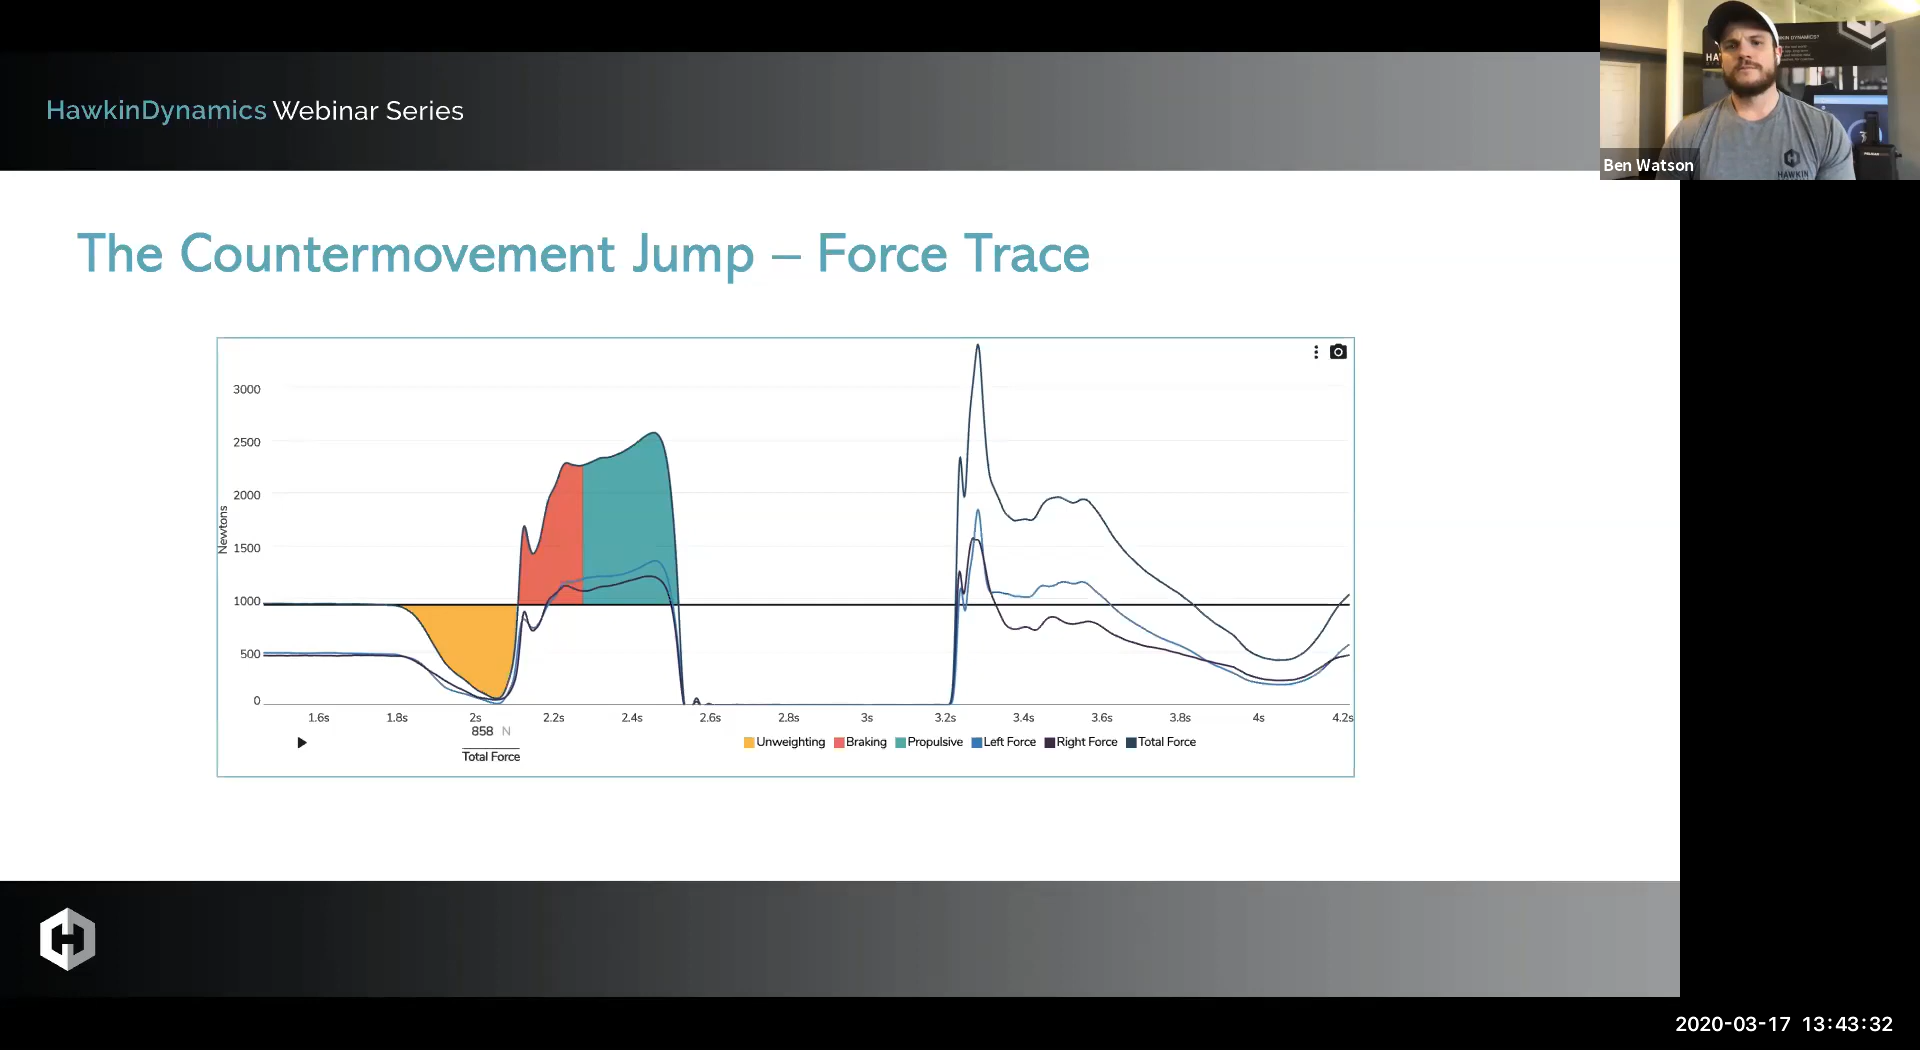 HawkinDynamics Webinar Series
Ben Watson
The Countermovement Jump – Force Trace
3000
2500
2000
1500
1000
500
0
Newtons
1.6s 1.8s 2s 2.2s 2.4s 2.6s 2.8s 3s 3.2s 3.4s 3.6s 3.8s 4s 4.2s
858 N
Total Force
Unweighting Braking Propulsive Left Force Right Force Total Force
HAWKIN
2020-03-17 13:43:32